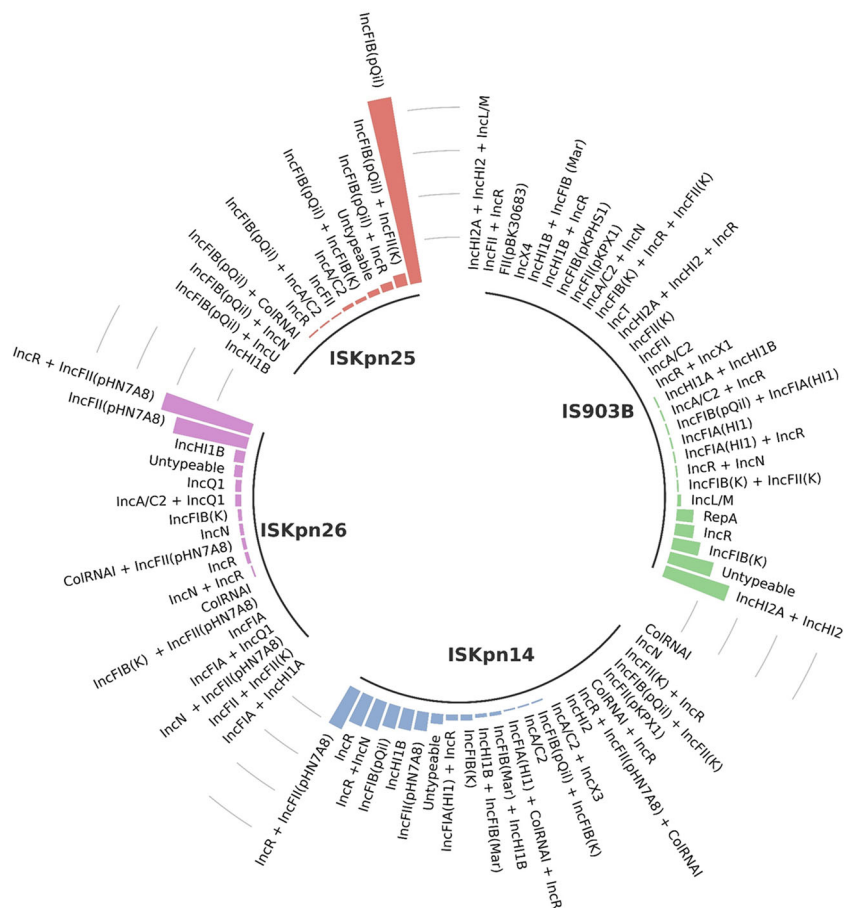 IncFIB(pQil)
IncFIB(pQil) + IncFII(K)
IncFIB(pQil) + IncR
Untypeable
IncFIB(pQil) + IncFIB(K)
IncA/C2
IncFII
IncFIB(pQil) + IncA/C2
IncR
IncFIB(pQil) + ColRNAI
IncFIB(pQil) + IncN
IncFIB(pQil) + IncU
IncHI1B
ISKpn25
IncHI2A + IncHI2 + IncL/M
IncFII + IncR
FII(pBK30683)
IncX4
IncHI1B + IncFIB (Mar)
IncHI1B + IncR
IncFIB(pKPHS1)
IncFII(pKPX1)
IncA/C2 + IncN
IncFIB(K) + IncR + IncFII(K)
IncT
IncHI2A + IncHI2 + IncR
IncFII(K)
IncFII
IncA/C2
IncR + IncX1
IncHI1A + IncHI1B
IncA/C2 + IncR
IncFIB(pQil) + IncFIA(HI1)
IncFIA(HI1)
IncFIA(HI1) + IncR
IncR + IncN
IncFIB(K) + IncFII(K)
IncL/M
RepA
IncR
IncFIB(K)
Untypeable
IncHI2A + IncHI2
IS903B
ColRNAI
IncN
IncFII(K) + IncR
IncFIB(pQil) + IncFII(K)
IncFII(pKPX1)
ColRNAI + IncR
IncR + IncFII(pHN7A8) + ColRNAI
IncHI2
IncA/C2 + IncX3
IncFIB(pQil) + IncFIB(K)
IncA/C2
IncFIA(HI1) + ColRNAI + IncR
IncFIB(Mar) + IncHI1B
IncHI1B + IncFIB(Mar)
IncFIB(K)
IncFIA(HI1) + IncR
Untypeable
IncFII(pHN7A8)
IncHI1B
IncFIB(pQil)
IncR +IncN
IncR
IncR + IncFII(pHN7A8)
ISKpn14
IncR + IncFII(pHN7A8)
IncFII(pHN7A8)
IncHI1B
Untypeable
IncQ1
IncA/C2 + IncQ1
IncFIB(K)
IncN
ColRNAI + IncFII(pHN7A8)
IncR
IncN + IncR
ColRNAI
IncFIB(K) + IncFII(pHN7A8)
IncFIA
IncFIA + IncQ1
IncN + IncFII(pHN7A8)
IncFII + IncFII(K)
IncFIA + IncHI1A
ISKpn26